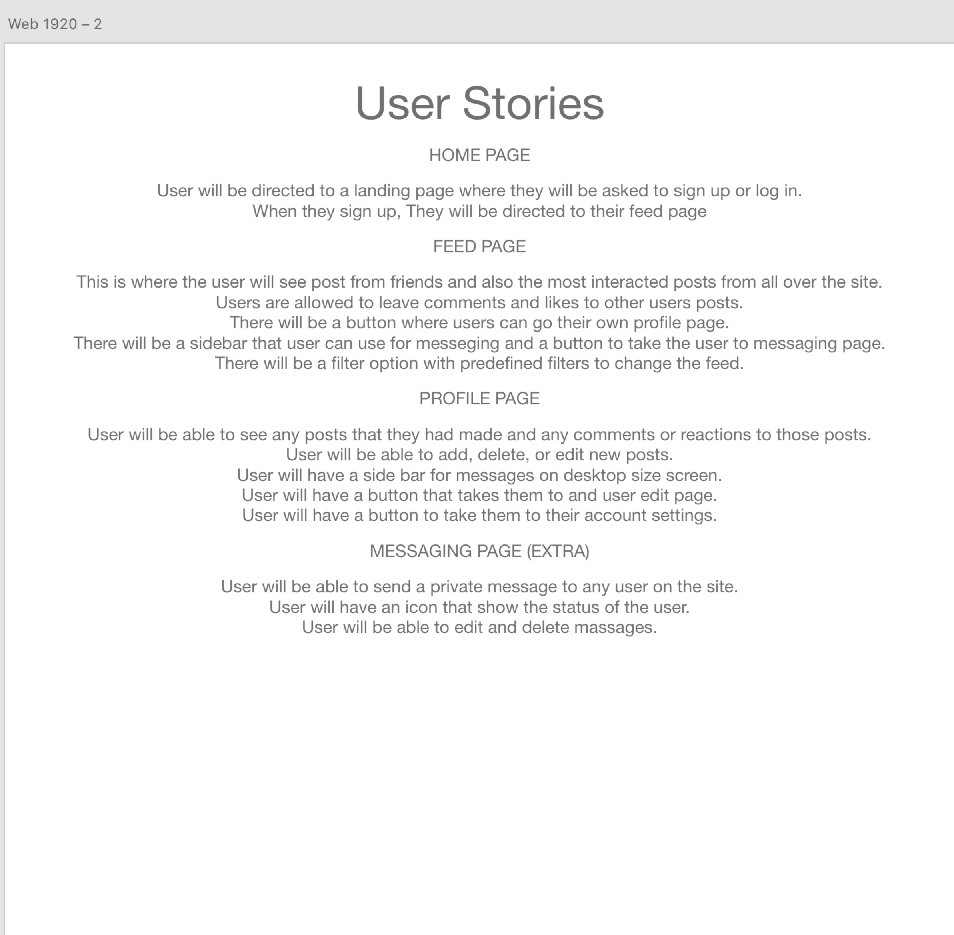 Web 1920 – 2
User Stories
HOME PAGE
User will be directed to a landing page where they will be asked to sign up or log in.
When they sign up, They will be directed to their feed page
FEED PAGE
This is where the user will see post from friends and also the most interacted posts from all over the site.
Users are allowed to leave comments and likes to other users posts.
There will be a button where users can go their own profile page.
There will be a sidebar that user can use for messeging and a button to take the user to messaging page.
There will be a filter option with predefined filters to change the feed.
PROFILE PAGE
User will be able to see any posts that they had made and any comments or reactions to those posts.
User will be able to add, delete, or edit new posts.
User will have a side bar for messages on desktop size screen.
User will have a button that takes them to and user edit page.
User will have a button to take them to their account settings.
MESSAGING PAGE (EXTRA)
User will be able to send a private message to any user on the site.
User will have an icon that show the status of the user.
User will be able to edit and delete massages.